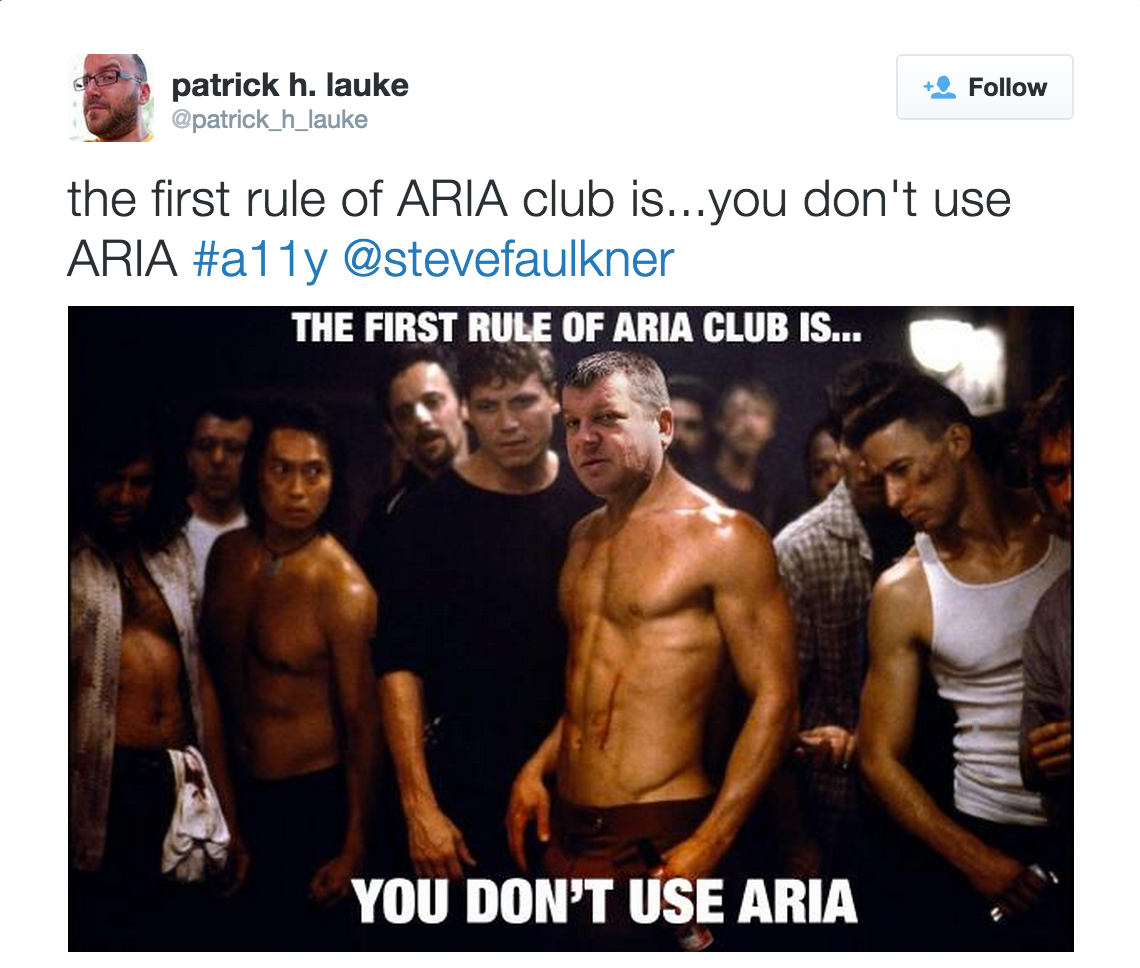 patrick h. lauke
@patrick_h_lauke
Follow
the first rule of ARIA club is...you don't use
ARIA #a11y @stevefaulkner
THE FIRST RULE OF ARIA CLUB IS...
YOU DON'T USE ARIA